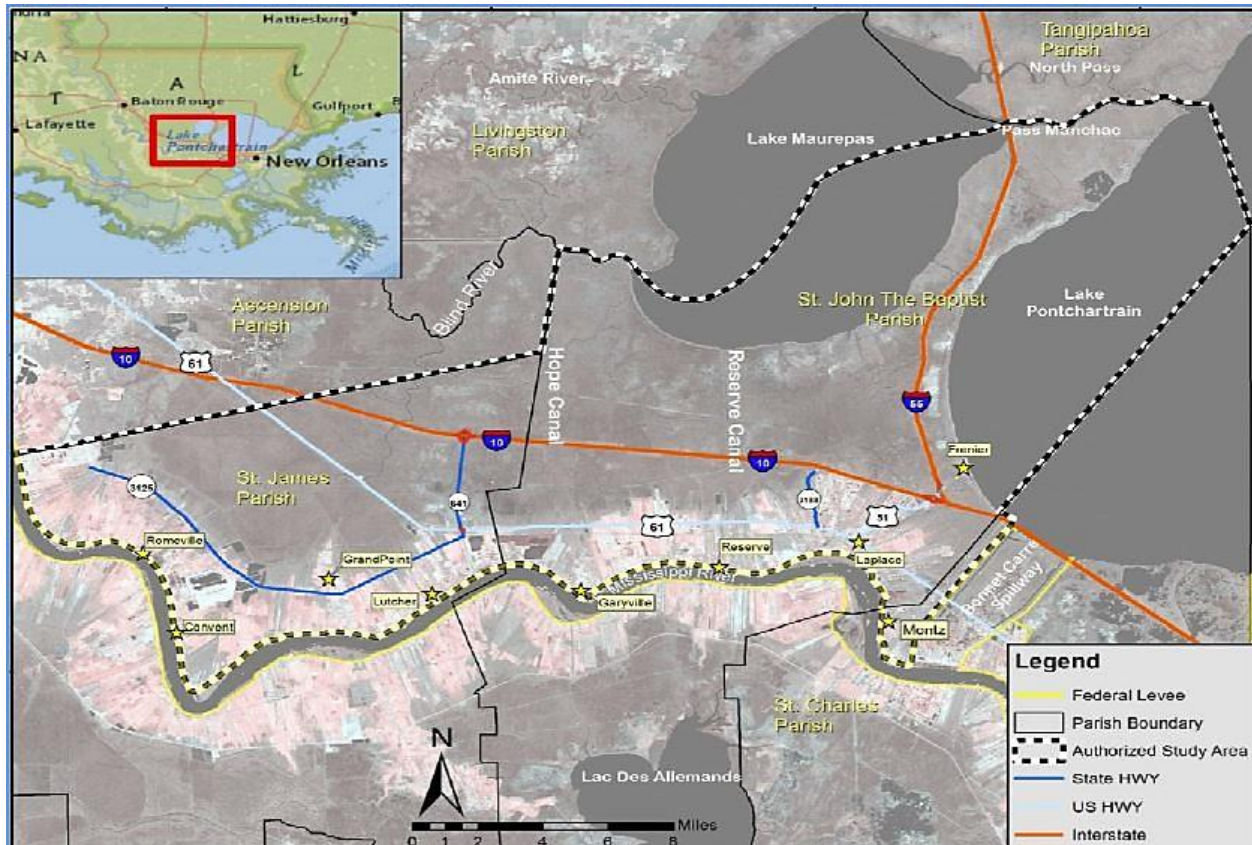 Hattiesburg
N A
A
L
T
Baton Rouge
Gulfport
Lafayette
Lake
Pontchartrain
New Orleans
Tangipahoa
Parish
North Pass
Amite River
Livingston
Parish
Lake Maurepas
Pass Manchac
Blind River
Ascension
Parish
St. John The Baptist
Parish
Lake
Pontchartrain
10
61
Hope Canal
Reserve Canal
55
10
10
Frenier
3125
St. James
Parish
641
61
51
Romeville
GrandPoint
Reserve
Laplace
Lutcher
Mississippi River
Garyville
Bonnet Carre
Spillway
Convent
Montz
St. Charles
Parish
N
Lac Des Allemands
0 1 2 4 6 8 Miles
Legend
Federal Levee
Parish Boundary
Authorized Study Area
State HWY
US HWY
Interstate